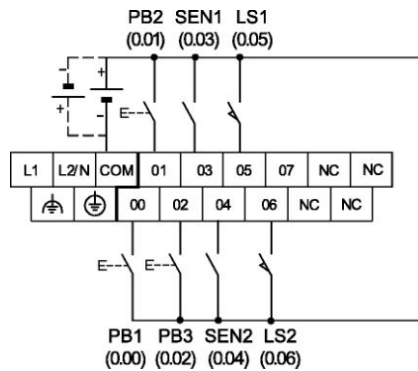 PB2 SEN1 LS1
(0.01) (0.03) (0.05)
- +
+ -
L1 L2/N COM 01 03 05 07 NC NC
00 02 04 06 NC NC
PB1 PB3 SEN2 LS2
(0.00) (0.02) (0.04) (0.06)